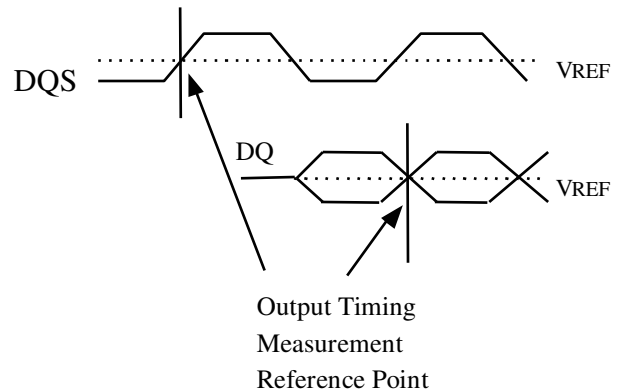 DQS
VREF
DQ
VREF
Output Timing
Measurement
Reference Point